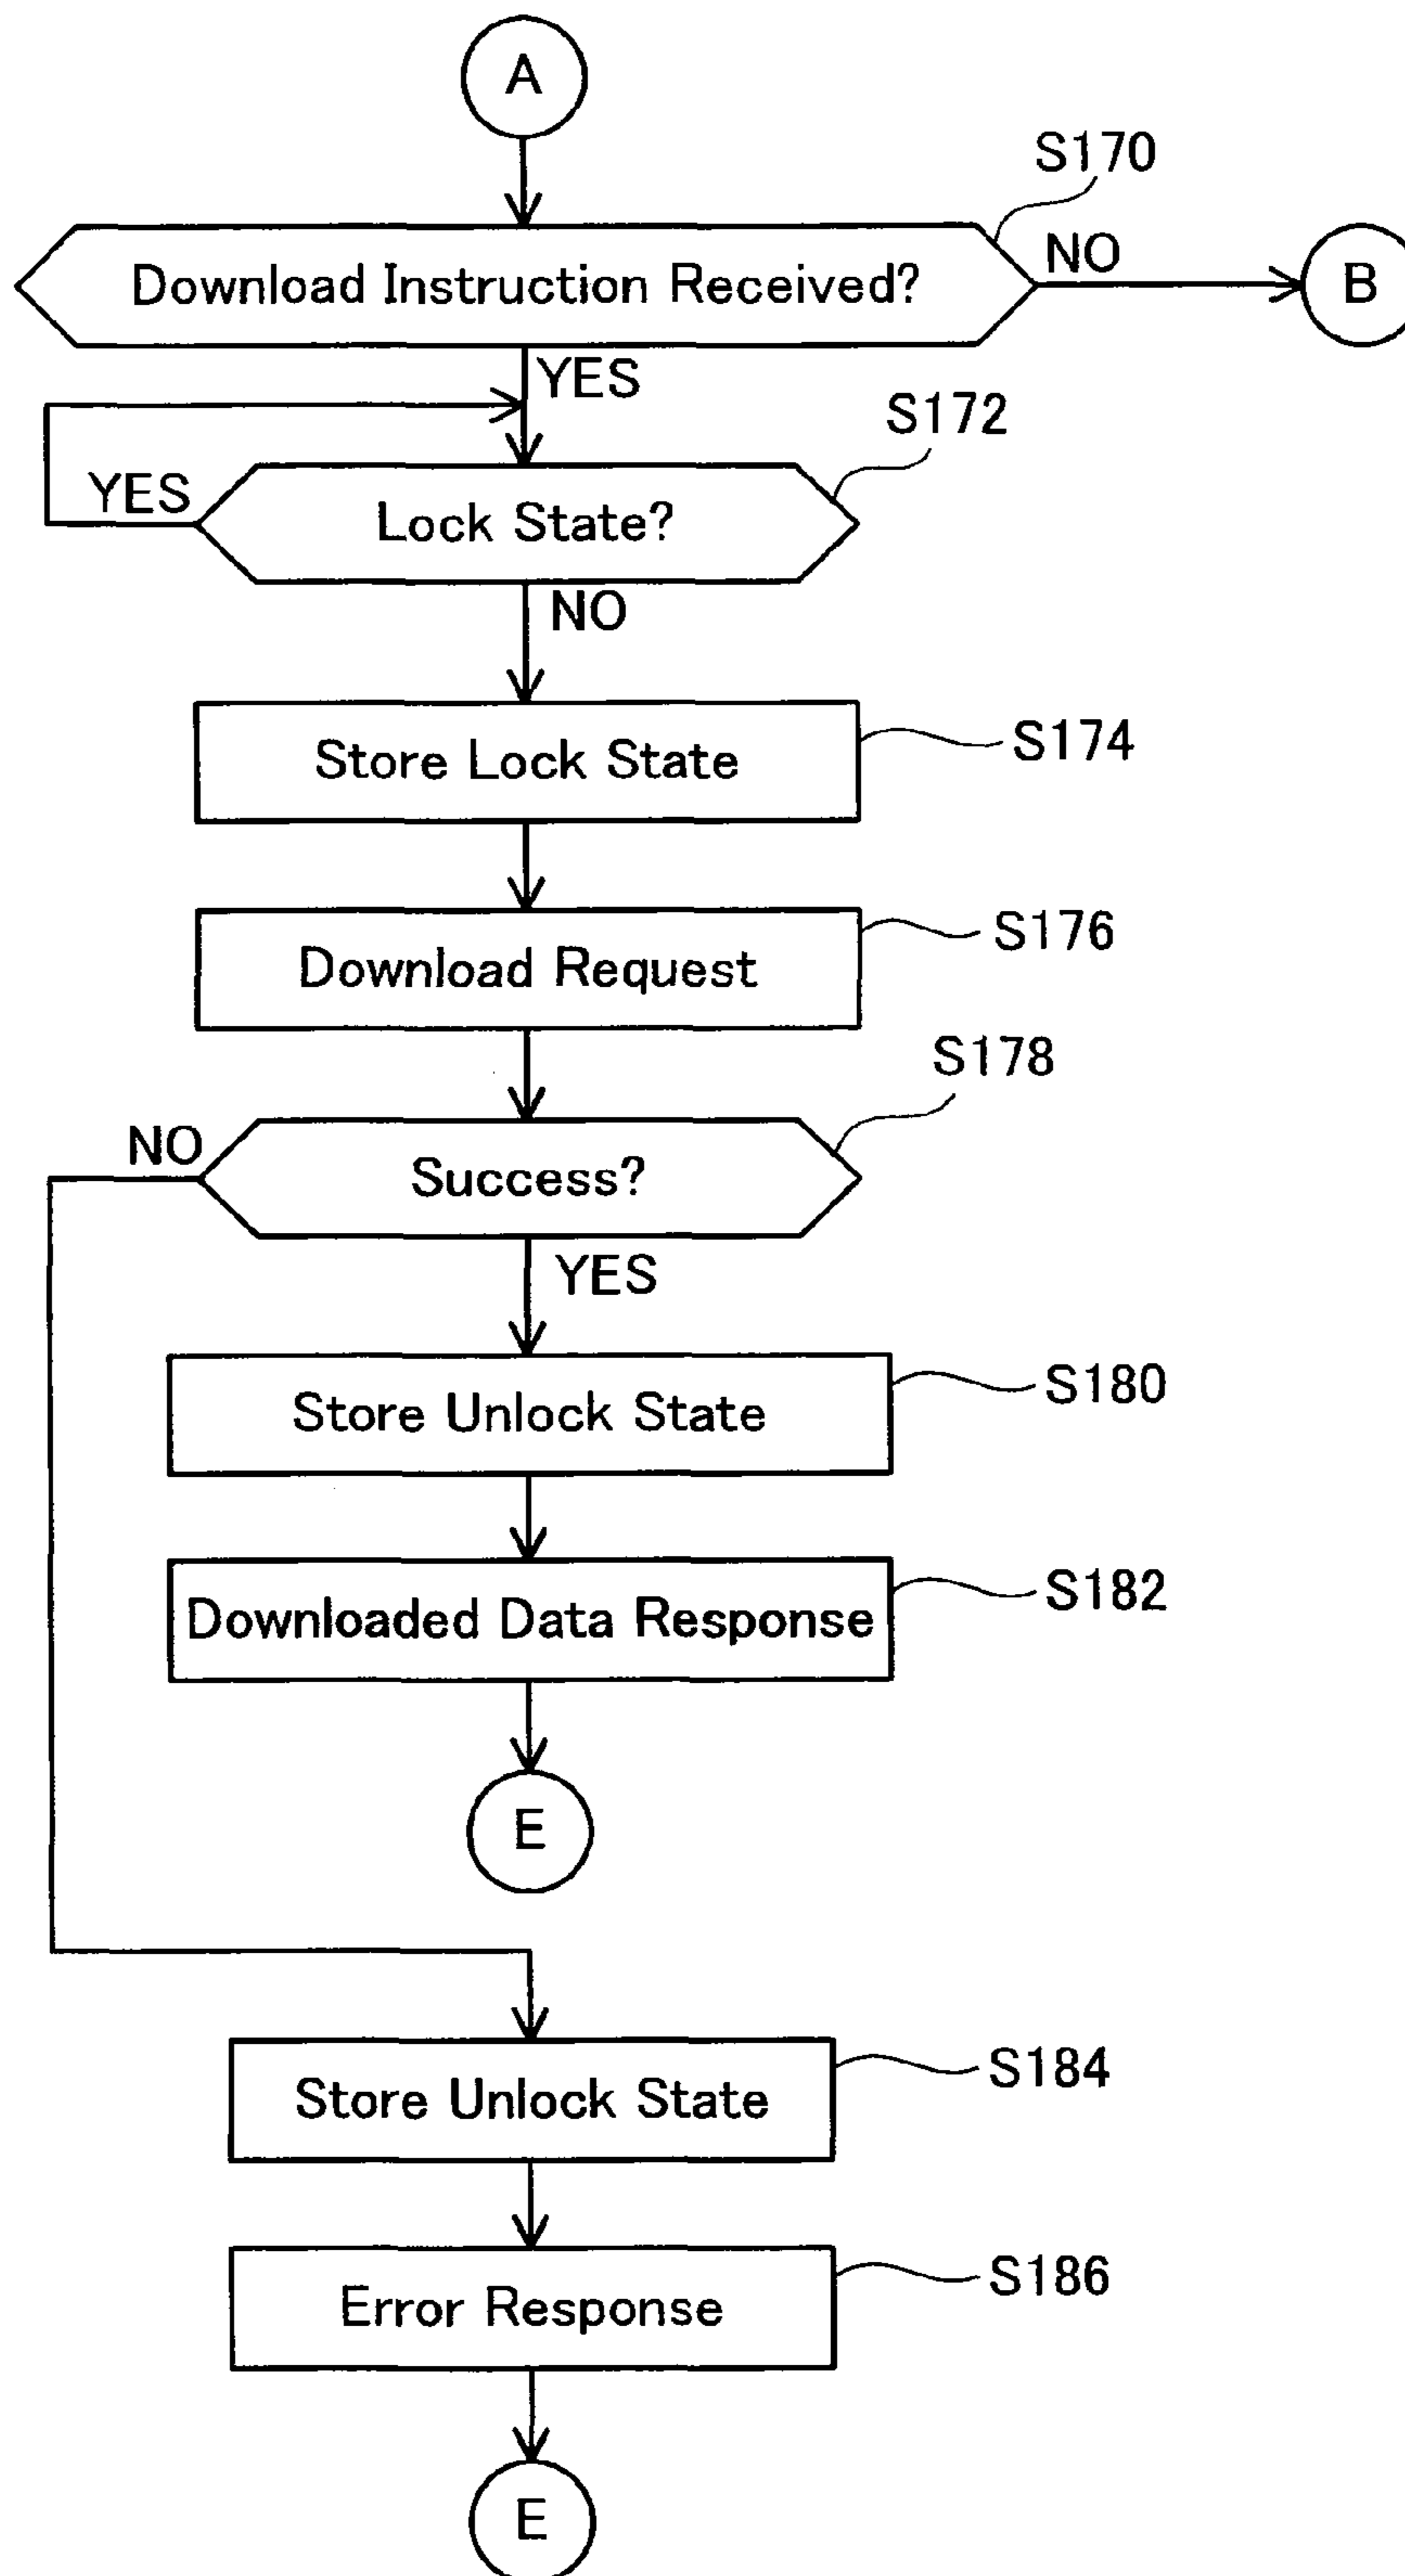 A
S170
Download Instruction Received?
NO
B
YES
S172
YES
Lock State?
NO
Store Lock State
S174
Download Request
S176
S178
NO
Success?
YES
Store Unlock State
S180
Downloaded Data Response
S182
E
Store Unlock State
S184
Error Response
S186
E